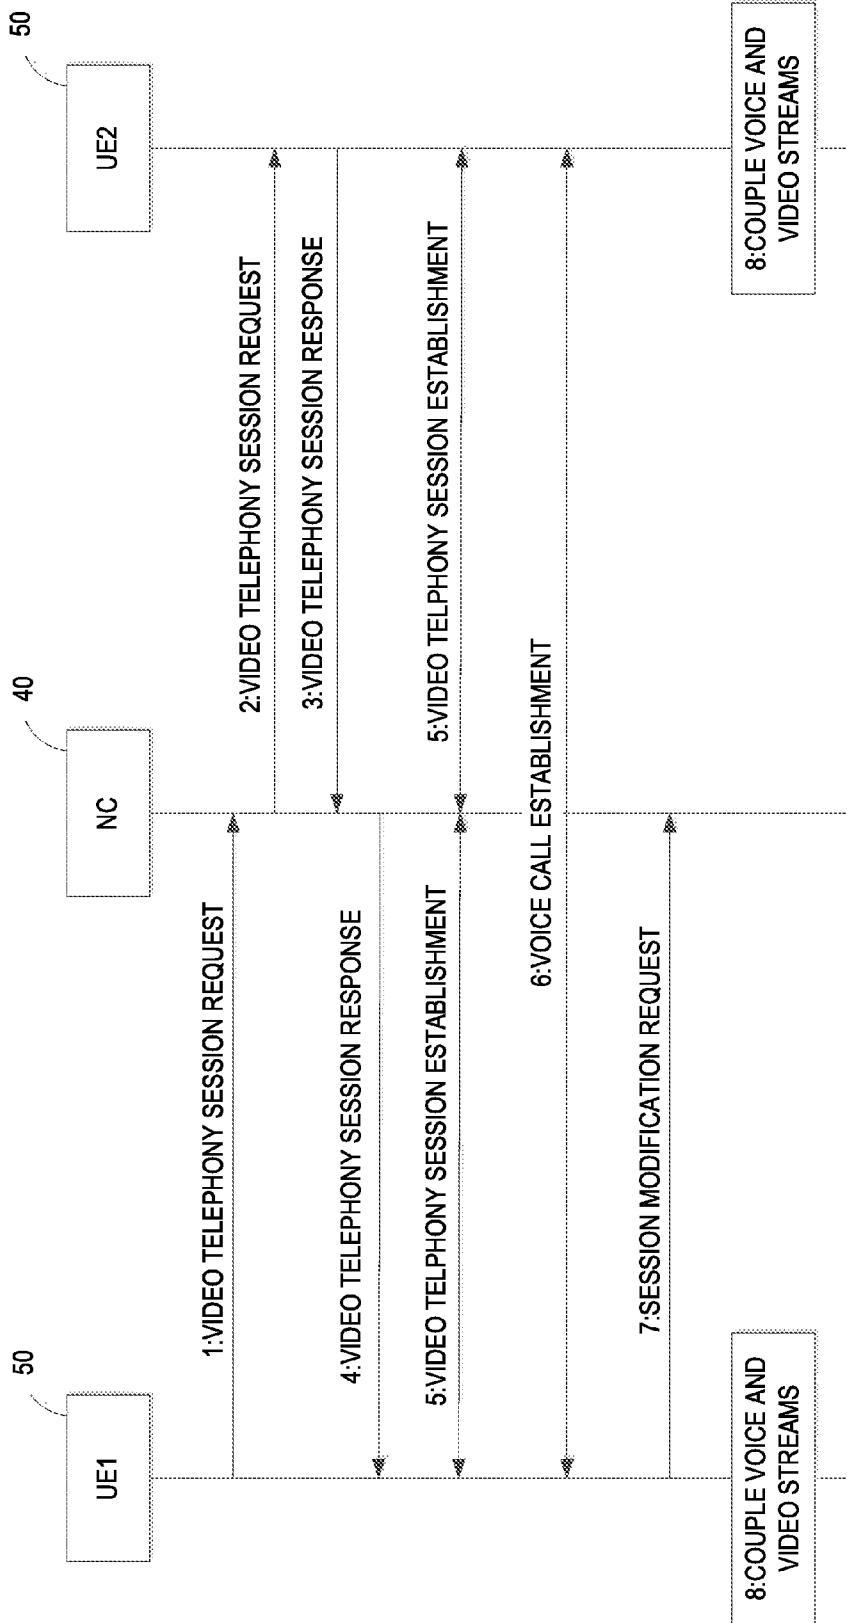 50
40
50
UE1
NC
UE2
1:VIDEO TELEPHONY SESSION REQUEST
2:VIDEO TELEPHONY SESSION REQUEST
3:VIDEO TELEPHONY SESSION RESPONSE
4:VIDEO TELEPHONY SESSION RESPONSE
5:VIDEO TELPHONY SESSION ESTABLISHMENT
5:VIDEO TELPHONY SESSION ESTABLISHMENT
6:VOICE CALL ESTABLISHMENT
7:SESSION MODIFICATION REQUEST
8:COUPLE VOICE AND
VIDEO STREAMS
8:COUPLE VOICE AND
VIDEO STREAMS